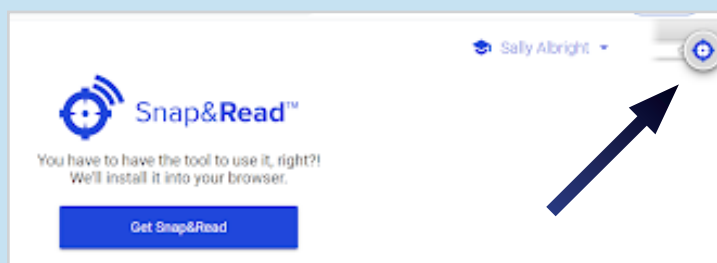 Sally Albright
Snap&Read™
You have to have the tool to use it, right?!
We'll install it into your browser.
Get Snap&Read